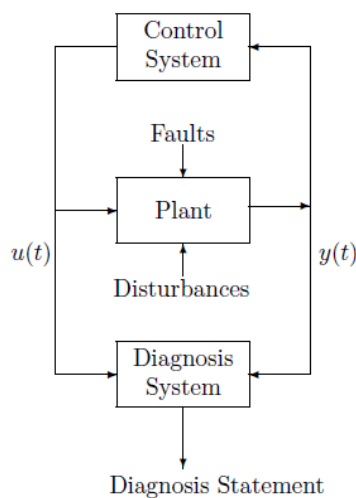 Control
System
Faults
Plant
u(t)
y(t)
Disturbances
Diagnosis
System
Diagnosis Statement